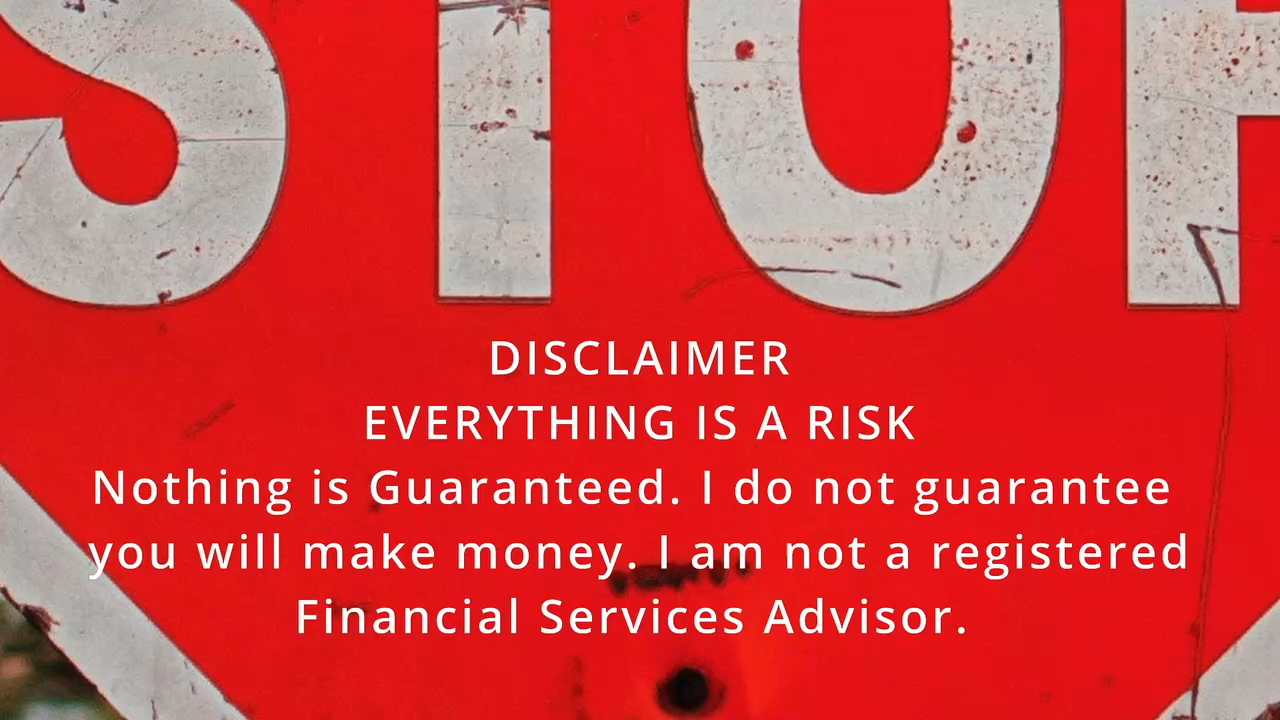 STOP
DISCLAIMER
EVERYTHING IS A RISK
Nothing is Guaranteed. I do not guarantee
you will make money. I am not a registered
Financial Services Advisor.